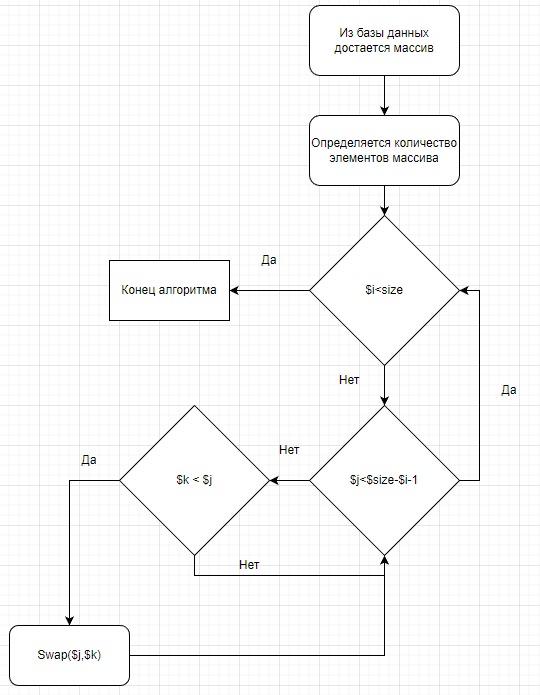 Из базы данных
достается массив
Определяется количество
элементов массива
Да
$i<size
Конец алгоритма
Нет
Да
Нет
$j<$size-$i-1
Да
$k < $j
Нет
Swap($j,$k)